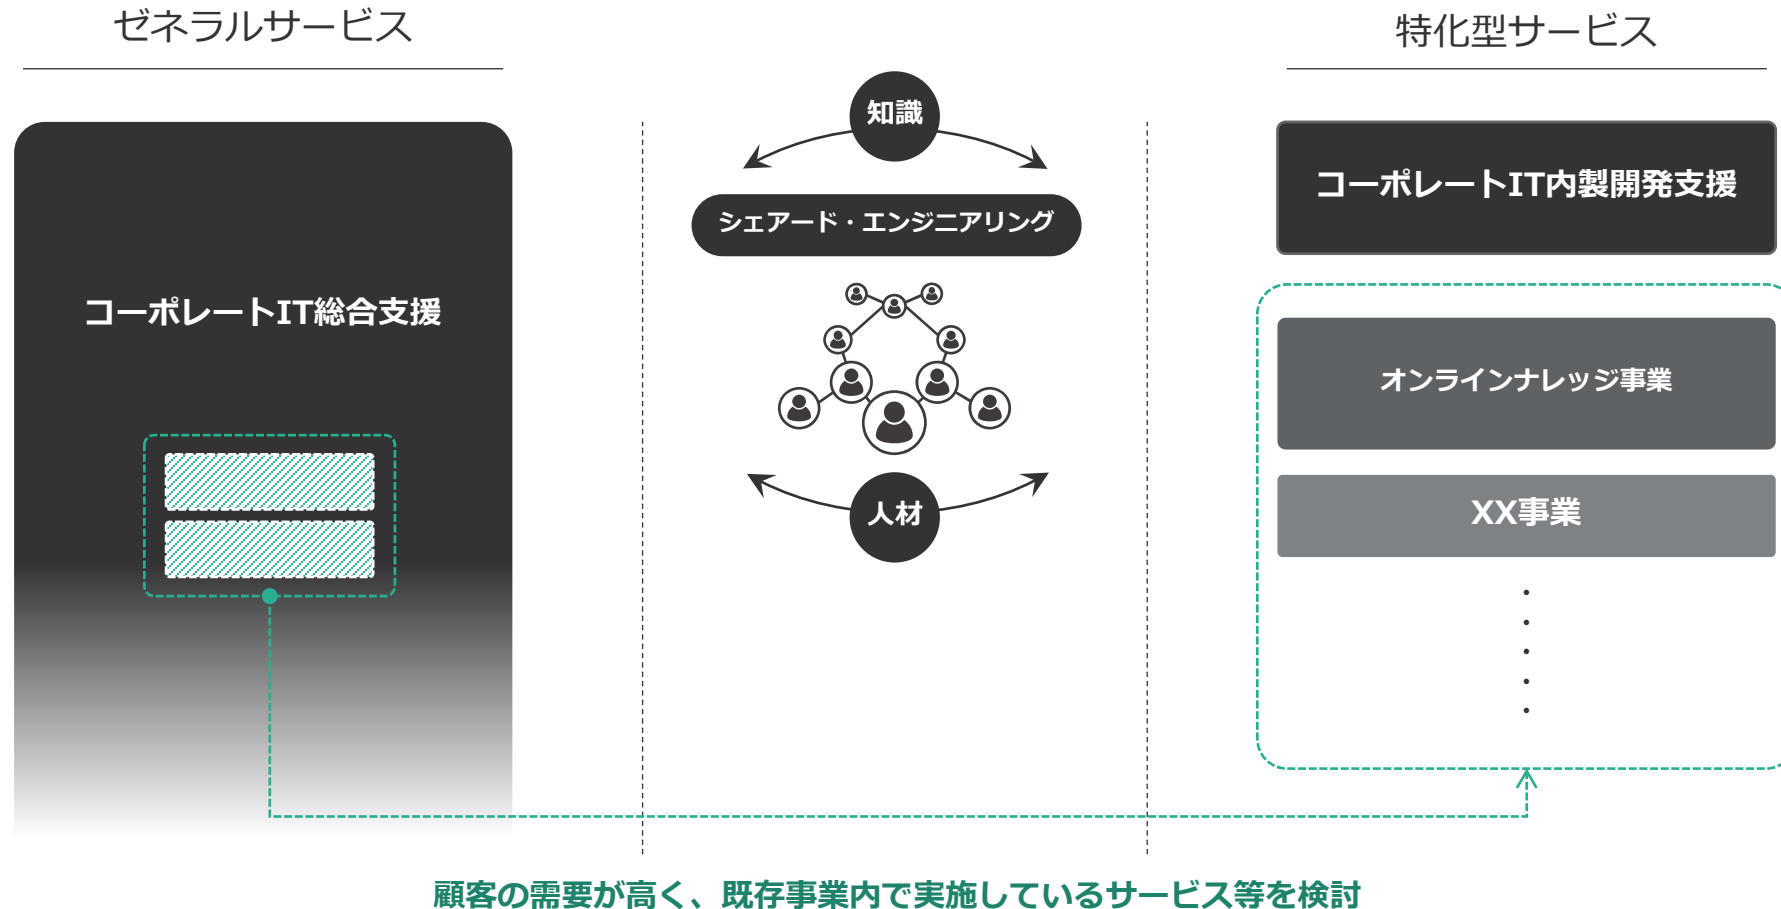 ゼネラルサービス
特化型サービス
知識
シェアード・エンジニアリング
人材
コーポレートIT総合支援
コーポレートIT内製開発支援
オンラインナレッジ事業
XX事業
・
・
・
・
・
顧客の需要が高く、既存事業内で実施しているサービス等を検討